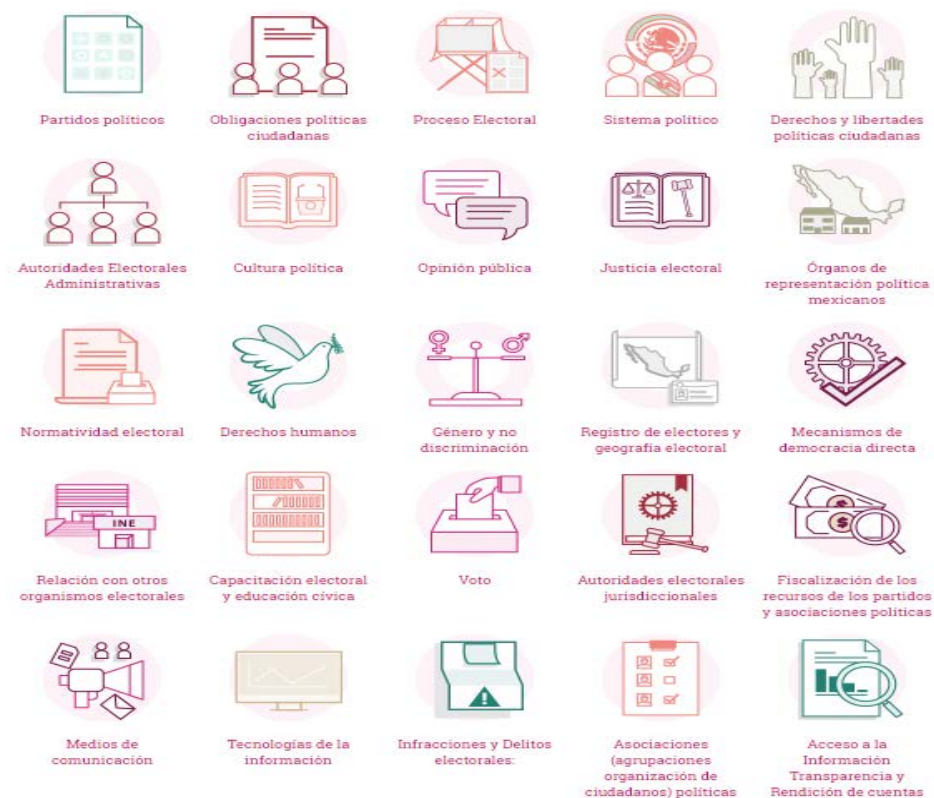 Partidos políticos
Obligaciones políticas
ciudadanas
Proceso Electoral
Sistema político
Derechos y libertades
políticas ciudadanas
Autoridades Electorales
Administrativas
Cultura política
Opinión pública
Justicia electoral
Órganos de
representación política
mexicanos
Normatividad electoral
Derechos humanos
Género y no
discriminación
Registro de electores y
geografía electoral
Mecanismos de
democracia directa
INE
Relación con otros
organismos electorales
Capacitación electoral
y educación cívica
Voto
Autoridades electorales
jurisdiccionales
Fiscalización de los
recursos de los partidos
y asociaciones políticas
Medios de
comunicación
Tecnologías de la
información
Infracciones y Delitos
electorales:
Asociaciones
(agrupaciones
organización de
ciudadanos) políticas
Acceso a la
Información
Transparencia y
Rendición de cuentas